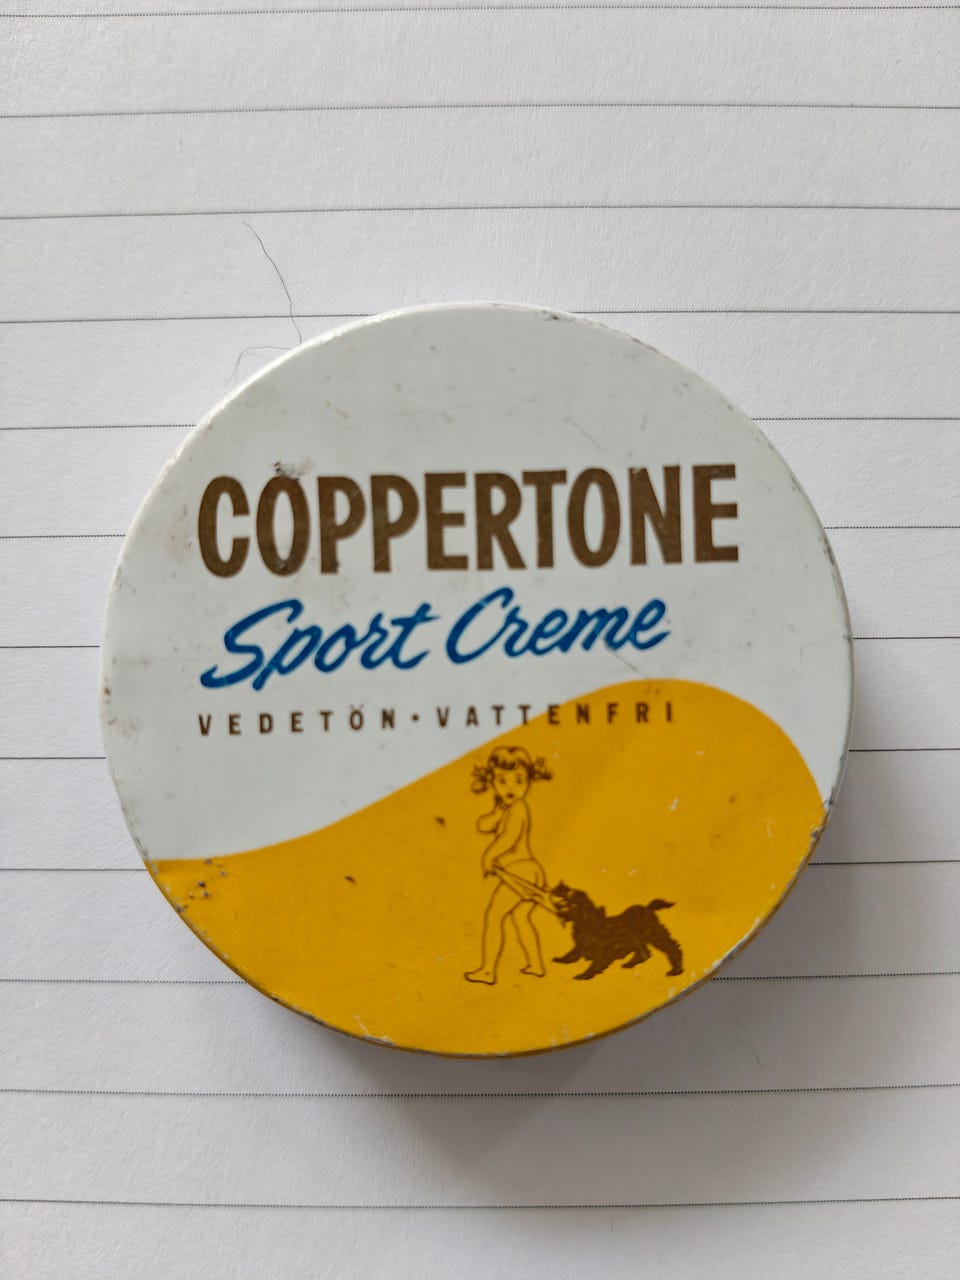 COPPERTONE
Sport Creme
VEDETÖN · VATTENFRI